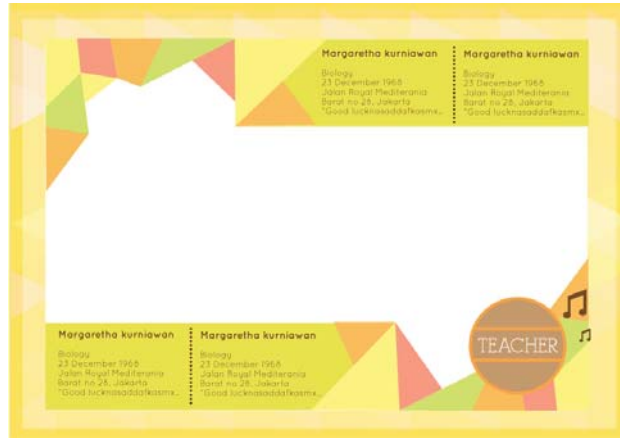 Margaretha kurniawan
Biology
23 December 1968
Jalan Royal Mediterania
Barat no 28, Jakarta
"Good lucknasaddafkasmx...
Margaretha kurniawan
Biology
23 December 1968
Jalan Royal Mediterania
Barat no 28, Jakarta
"Good lucknasaddafkasmx...
Margaretha kurniawan
Biology
23 December 1968
Jalan Royal Mediterania
Barat no 28, Jakarta
"Good lucknasaddafkasmx...
Margaretha kurniawan
Biology
23 December 1968
Jalan Royal Mediterania
Barat no 28, Jakarta
"Good lucknasaddafkasmx...
TEACHER